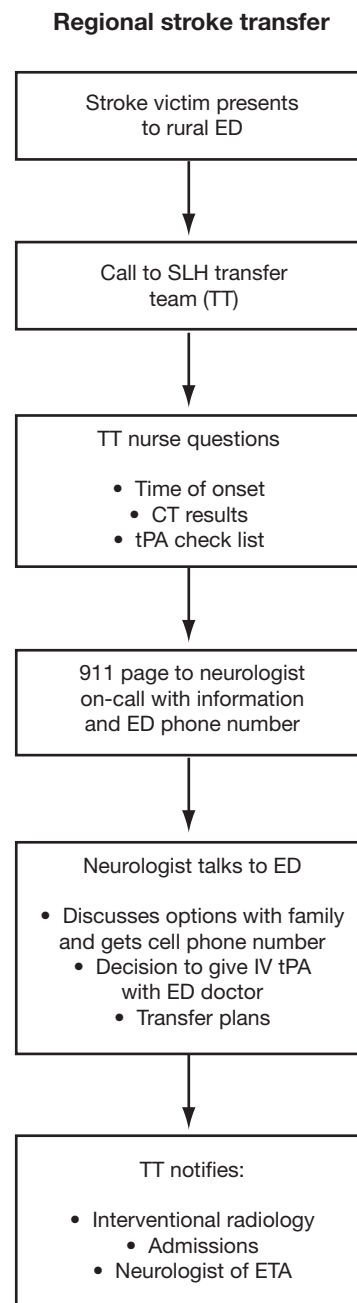 Regional stroke transfer
Stroke victim presents
to rural ED
Call to SLH transfer
team (TT)
TT nurse questions
• Time of onset
• CT results
• tPA check list
911 page to neurologist
on-call with information
and ED phone number
Neurologist talks to ED
• Discusses options with family
and gets cell phone number
• Decision to give IV tPA
with ED doctor
• Transfer plans
TT notifies:
• Interventional radiology
• Admissions
• Neurologist of ETA